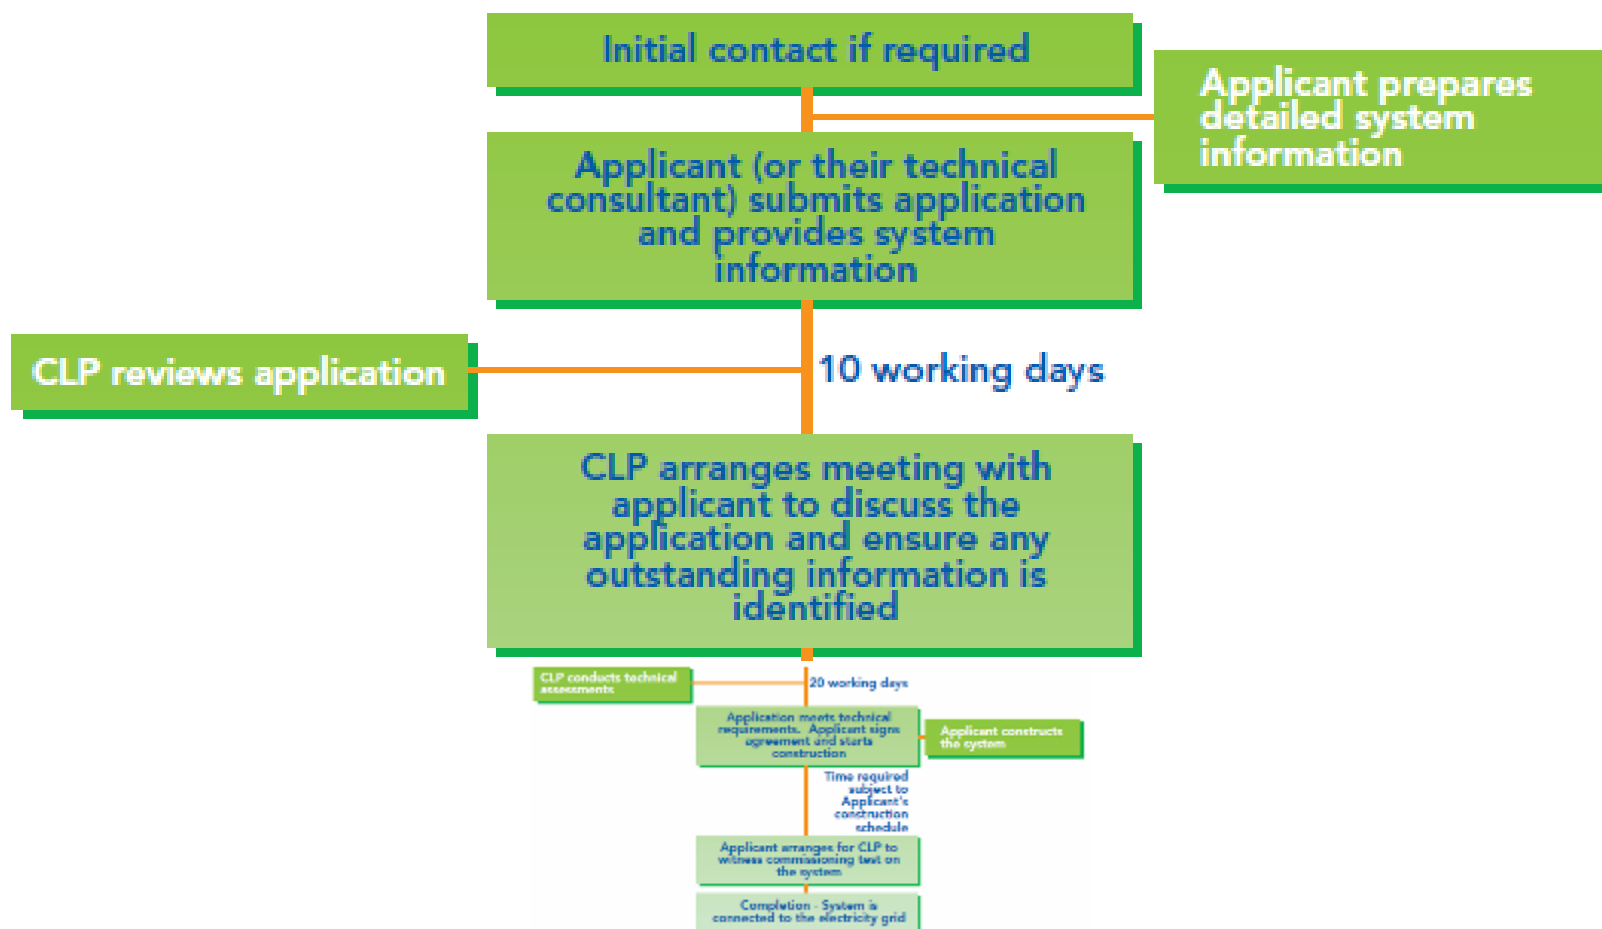 Initial contact if required
Applicant prepares
detailed system
information
Applicant (or their technical
consultant) submits application
and provides system
information
CLP reviews application
10 working days
CLP arranges meeting with
applicant to discuss the
application and ensure any
outstanding information is
identified
CLP conducts technical
assessments
20 working days
Application meets technical
requirements. Applicant signs
agreement and starts
construction
Applicant constructs
the system
Time required
subject to
Applicant's
construction
schedule
Applicant arranges for CLP to
witness commissioning test on
the system
Completion - System is
connected to the electricity grid